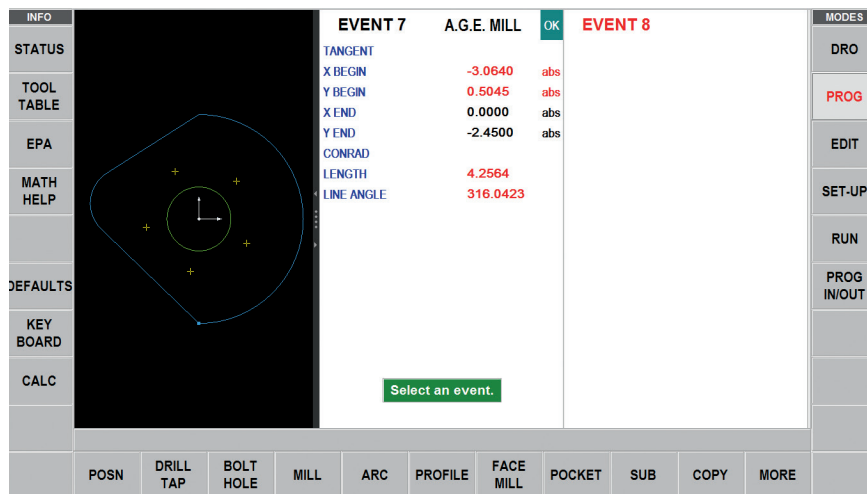 INFO
STATUS
TOOL
TABLE
EPA
MATH
HELP
DEFAULTS
KEY
BOARD
CALC
EVENT 7 A.G.E. MILL OK
TANGENT
X BEGIN -3.0640 abs
Y BEGIN 0.5045 abs
X END 0.0000 abs
Y END -2.4500 abs
CONRAD
LENGTH 4.2564
LINE ANGLE 316.0423
Select an event.
EVENT 8
MODES
DRO
PROG
EDIT
SET-UP
RUN
PROG
IN/OUT
POSN
DRILL
TAP
BOLT
HOLE
MILL
ARC
PROFILE
FACE
MILL
POCKET
SUB
COPY
MORE